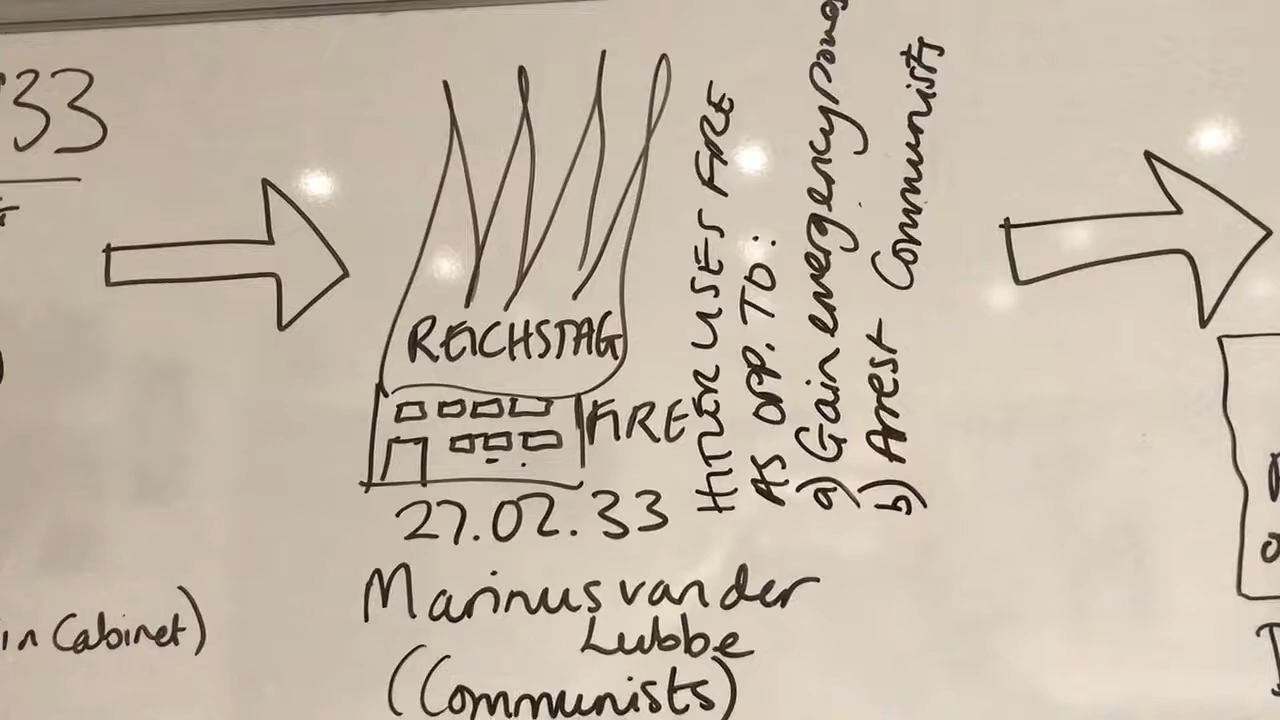 '33
in Cabinet)
REICHSTAG
FIRE
27.02.33
Marinus van der
Lubbe
(Communists)
HITLER USES FIRE
AS OPP. TO:
a) Gain emergency
b) Arrest Communists